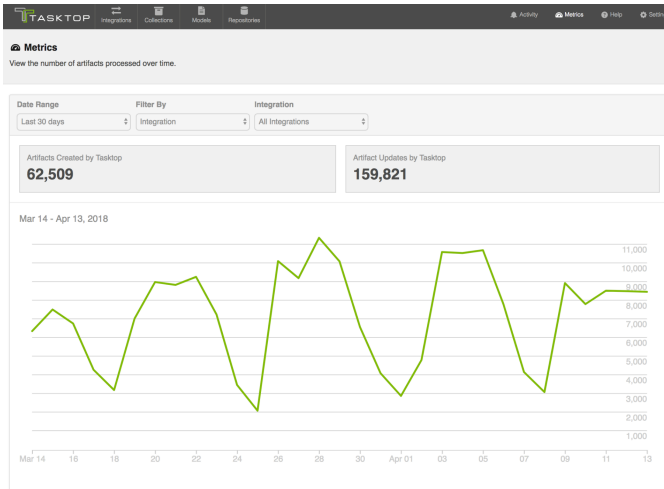 TASKTOP
Integrations
Collections
Models
Repositories
Activity
Metrics
Help
Metrics
View the number of artifacts processed over time.
Date Range
Filter By
Integration
Last 30 days
Integration
All Integrations
Artifacts Created by Tasktop
62,509
Artifact Updates by Tasktop
159,821
Mar 14 - Apr 13, 2018
11,000
10,000
9,000
8,000
7,000
6,000
5,000
4,000
3,000
2,000
1,000
Mar 14 16 18 20 22 24 26 28 30 Apr 01 03 05 07 09 11 13